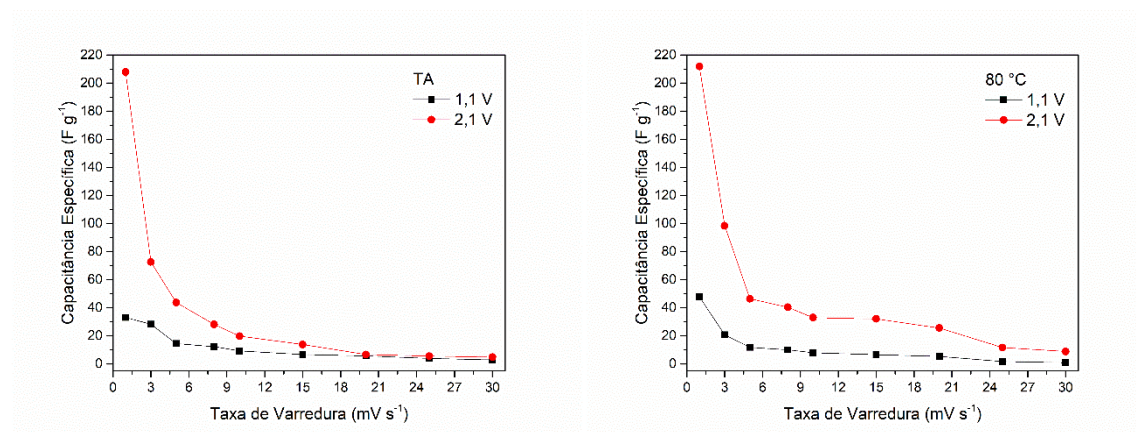 220
200
180
160
140
120
100
80
60
40
20
0
Capacitância Específica (F g⁻¹)
TA
1,1 V
2,1 V
0 3 6 9 12 15 18 21 24 27 30
Taxa de Varredura (mV s⁻¹)
220
200
180
160
140
120
100
80
60
40
20
0
Capacitância Específica (F g⁻¹)
80 °C
1,1 V
2,1 V
0 3 6 9 12 15 18 21 24 27 30
Taxa de Varredura (mV s⁻¹)